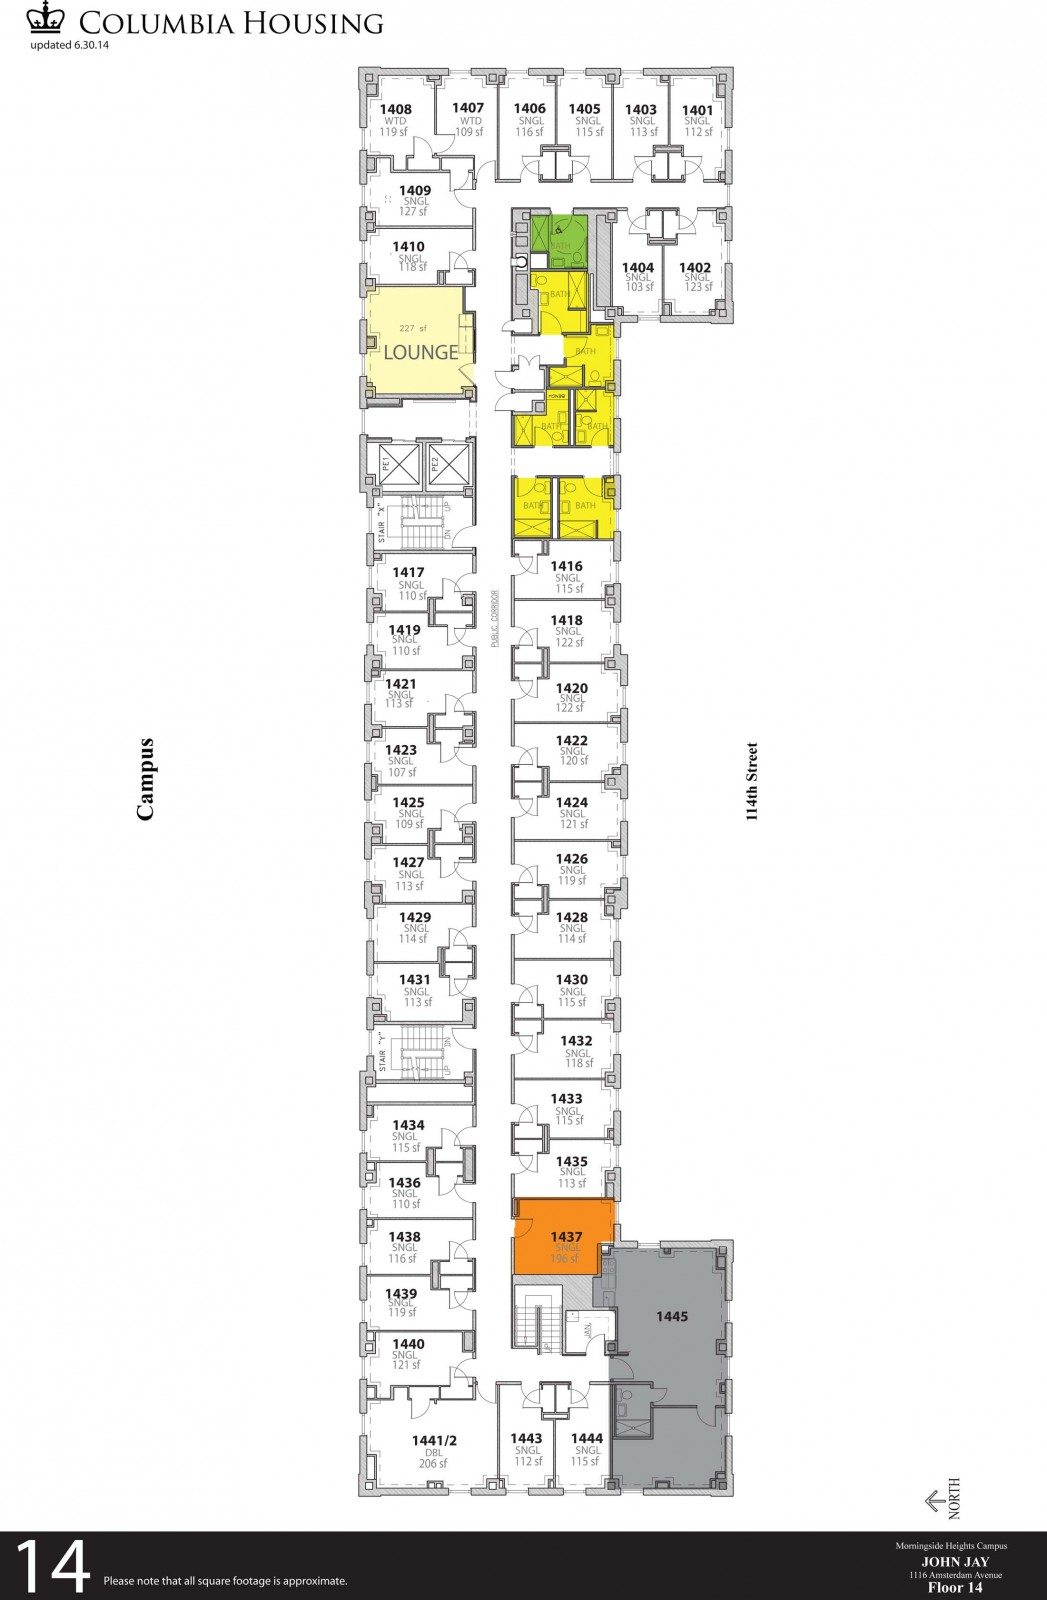 COLUMBIA HOUSING
updated 6.30.14
1408
WTD
119 sf
1407
WTD
109 sf
1406
SNGL
116 sf
1405
SNGL
115 sf
1403
SNGL
113 sf
1401
SNGL
112 sf
1409
SNGL
127 sf
1410
SNGL
118 sf
BATH
1404
SNGL
103 sf
1402
SNGL
123 sf
BATH
227 sf
LOUNGE
BATH
BENCH
BATH
BATH
PE1
PE2
STAIR "X"
UP
DN
BATH
BATH
1417
SNGL
110 sf
1416
SNGL
115 sf
PUBLIC CORRIDOR
1419
SNGL
110 sf
1418
SNGL
122 sf
1421
SNGL
113 sf
1420
SNGL
122 sf
1423
SNGL
107 sf
1422
SNGL
120 sf
Campus
114th Street
1425
SNGL
109 sf
1424
SNGL
121 sf
1427
SNGL
113 sf
1426
SNGL
119 sf
1429
SNGL
114 sf
1428
SNGL
114 sf
1431
SNGL
113 sf
1430
SNGL
115 sf
STAIR "Y"
DN
UP
1432
SNGL
118 sf
1434
SNGL
115 sf
1433
SNGL
115 sf
1436
SNGL
110 sf
1435
SNGL
113 sf
1438
SNGL
116 sf
1437
SNGL
196 sf
1439
SNGL
119 sf
1445
JAN.
UP
1440
SNGL
121 sf
1441/2
DBL
206 sf
1443
SNGL
112 sf
1444
SNGL
115 sf
NORTH
14
Please note that all square footage is approximate.
Morningside Heights Campus
JOHN JAY
1116 Amsterdam Avenue
Floor 14